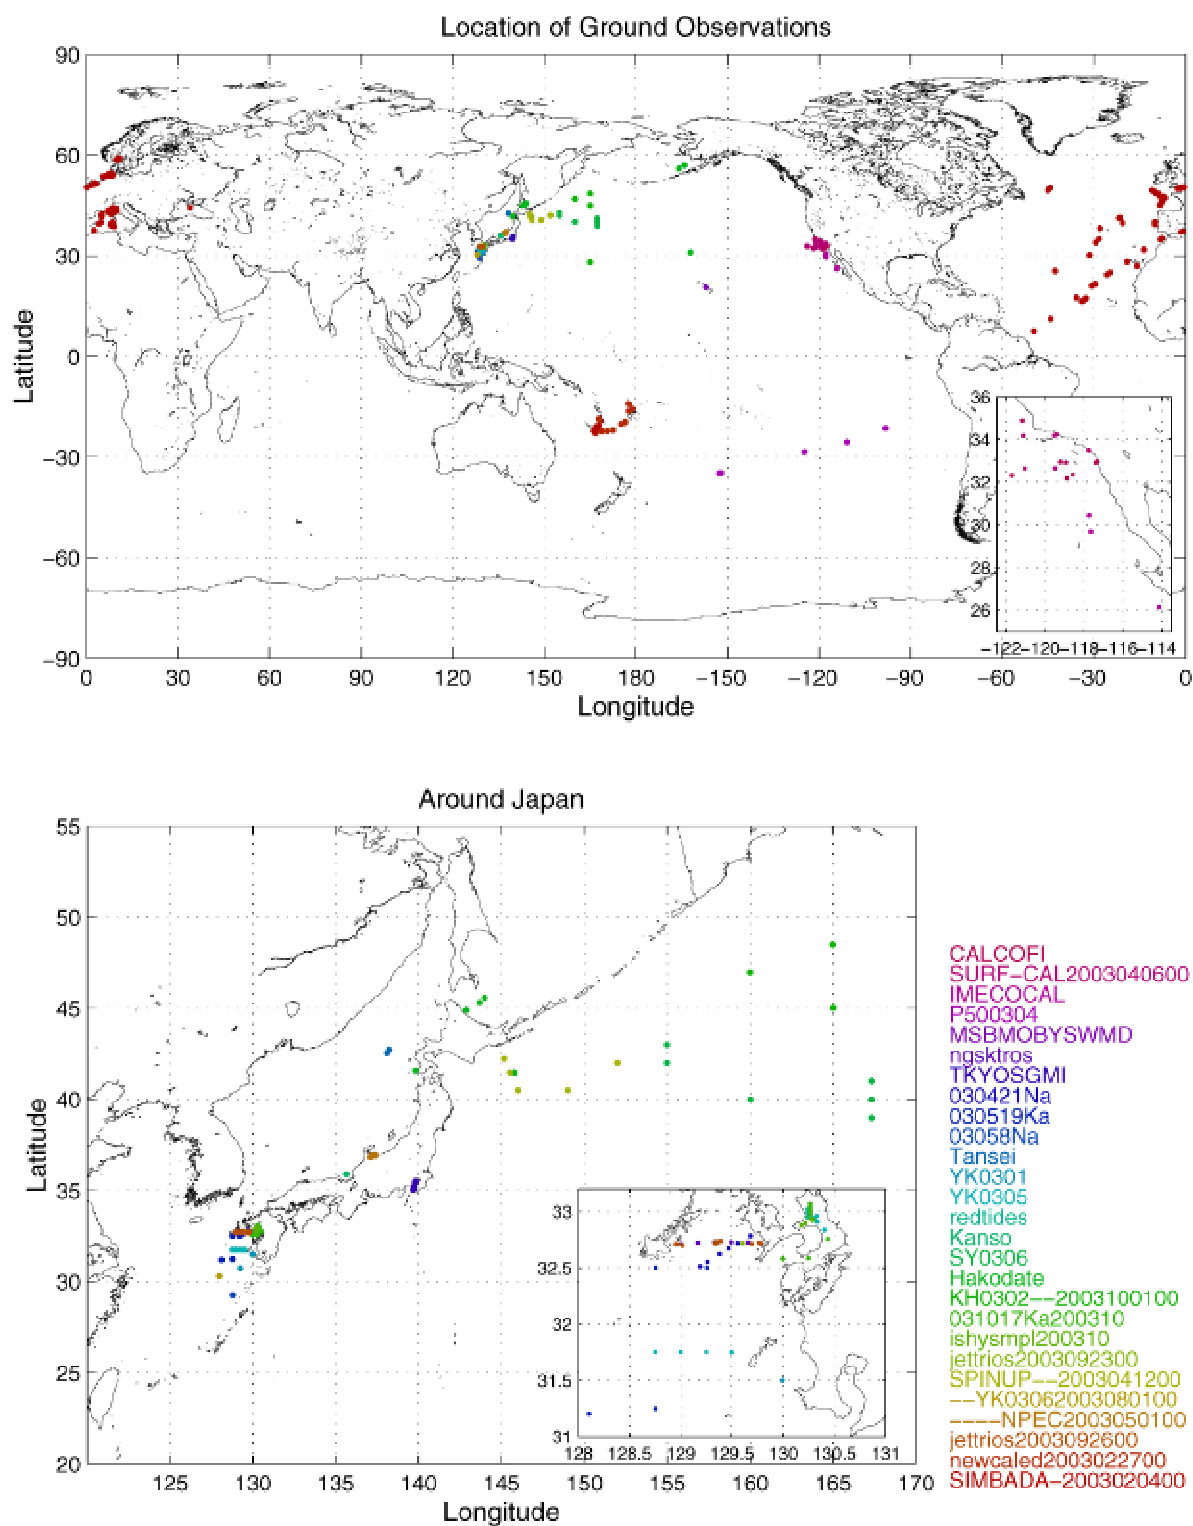 Location of Ground Observations
90
60
30
0
−30
−60
−90
Latitude
0 30 60 90 120 150 180 −150 −120 −90 −60 −30 0
Longitude
36
34
32
30
28
26
−122 −120 −118 −116 −114
Around Japan
55
50
45
40
35
30
25
20
Latitude
125 130 135 140 145 150 155 160 165 170
Longitude
33
32.5
32
31.5
31
128 128.5 129 129.5 130 130.5 131
CALCOFI
SURF−CAL2003040600
IMECOCAL
P500304
MSBMOBYSWMD
ngsktros
TKYOSGMI
030421Na
030519Ka
03058Na
Tansei
YK0301
YK0305
redtides
Kanso
SY0306
Hakodate
KH0302−−2003100100
031017Ka200310
ishysmpl200310
jettrios2003092300
SPINUP−−2003041200
−−YK03062003080100
−−−−NPEC2003050100
jettrios2003092600
newcaled2003022700
SIMBADA−2003020400